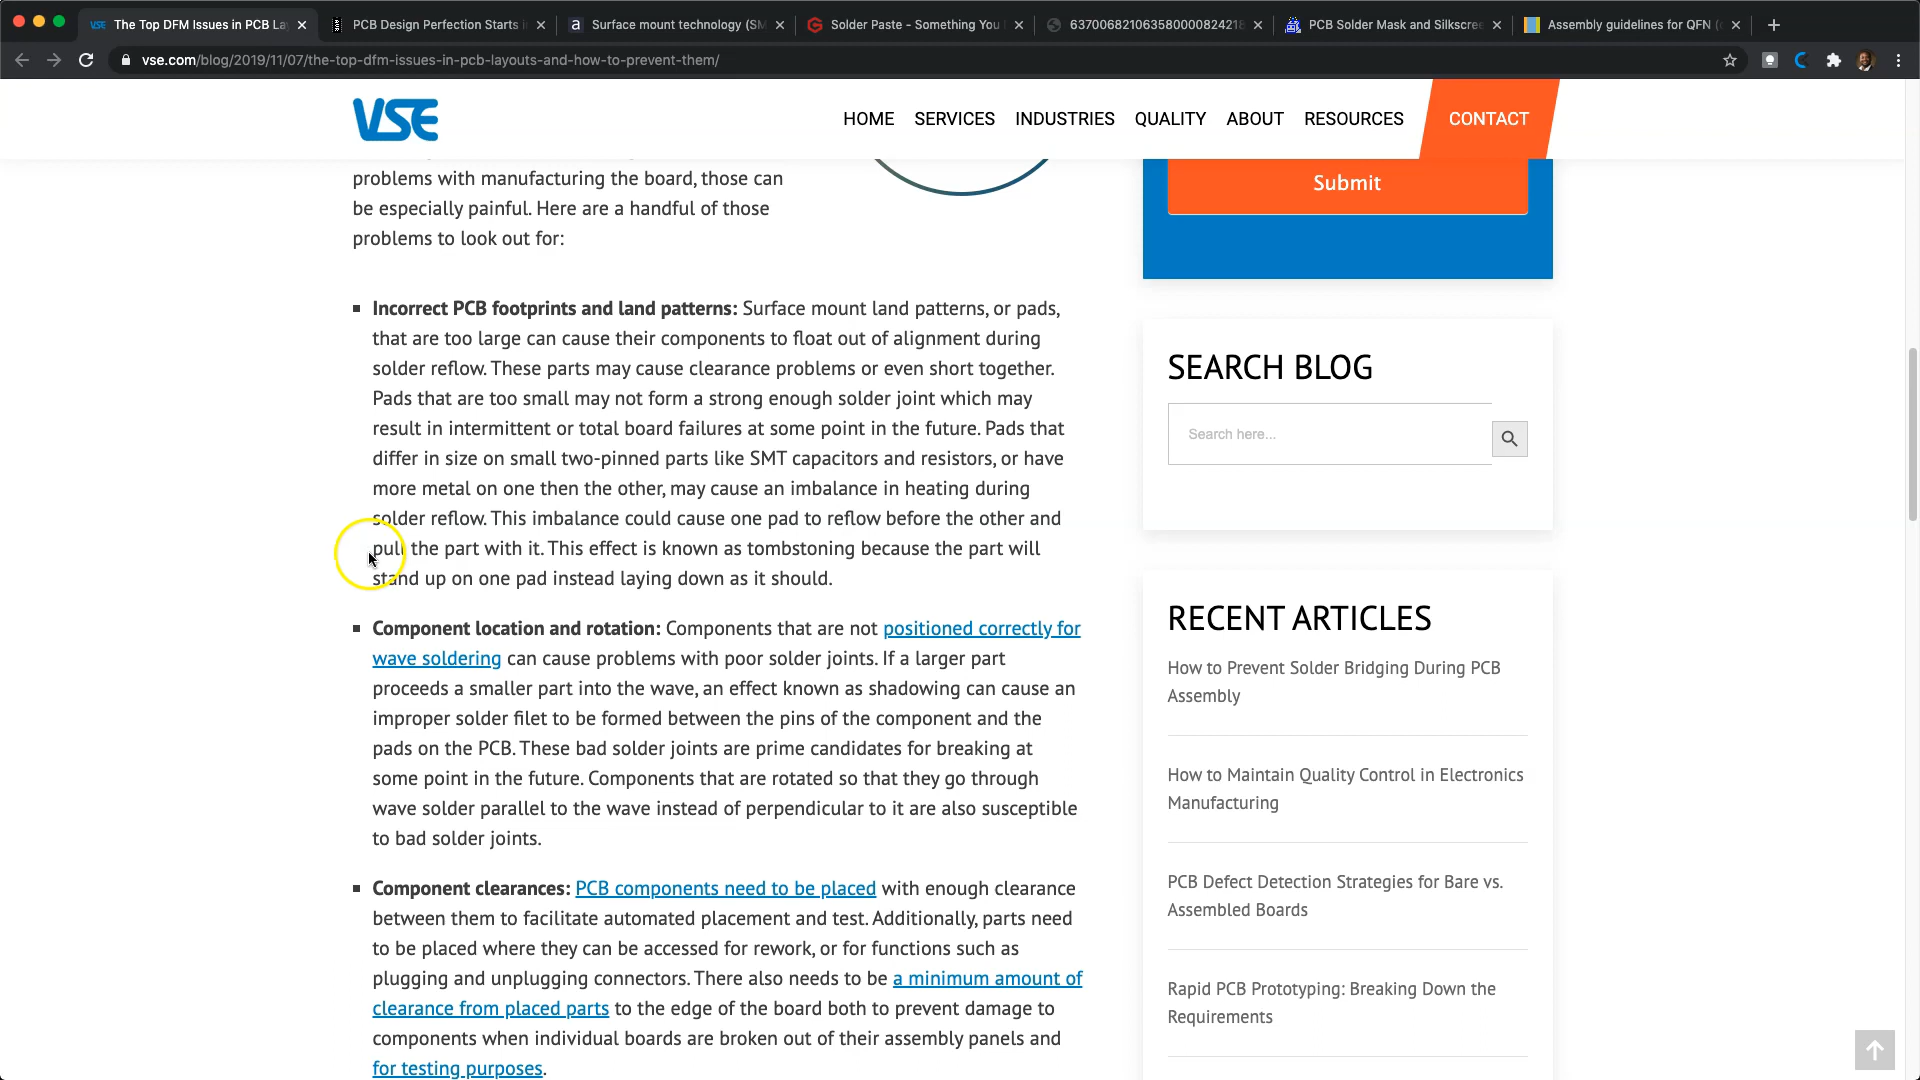 The Top DFM Issues in PCB La
PCB Design Perfection Starts i
Surface mount technology (SM
Solder Paste - Something You
6370068210635800008242­18
PCB Solder Mask and Silkscree
Assembly guidelines for QFN (
vse.com/blog/2019/11/07/the-top-dfm-issues-in-pcb-layouts-and-how-to-prevent-them/
VSE
HOME SERVICES INDUSTRIES QUALITY ABOUT RESOURCES CONTACT
problems with manufacturing the board, those can
be especially painful. Here are a handful of those
problems to look out for:
Incorrect PCB footprints and land patterns: Surface mount land patterns, or pads,
that are too large can cause their components to float out of alignment during
solder reflow. These parts may cause clearance problems or even short together.
Pads that are too small may not form a strong enough solder joint which may
result in intermittent or total board failures at some point in the future. Pads that
differ in size on small two-pinned parts like SMT capacitors and resistors, or have
more metal on one then the other, may cause an imbalance in heating during
solder reflow. This imbalance could cause one pad to reflow before the other and
pull the part with it. This effect is known as tombstoning because the part will
stand up on one pad instead laying down as it should.
Component location and rotation: Components that are not positioned correctly for
wave soldering can cause problems with poor solder joints. If a larger part
proceeds a smaller part into the wave, an effect known as shadowing can cause an
improper solder filet to be formed between the pins of the component and the
pads on the PCB. These bad solder joints are prime candidates for breaking at
some point in the future. Components that are rotated so that they go through
wave solder parallel to the wave instead of perpendicular to it are also susceptible
to bad solder joints.
Component clearances: PCB components need to be placed with enough clearance
between them to facilitate automated placement and test. Additionally, parts need
to be placed where they can be accessed for rework, or for functions such as
plugging and unplugging connectors. There also needs to be a minimum amount of
clearance from placed parts to the edge of the board both to prevent damage to
components when individual boards are broken out of their assembly panels and
for testing purposes.
Submit
SEARCH BLOG
Search here...
RECENT ARTICLES
How to Prevent Solder Bridging During PCB
Assembly
How to Maintain Quality Control in Electronics
Manufacturing
PCB Defect Detection Strategies for Bare vs.
Assembled Boards
Rapid PCB Prototyping: Breaking Down the
Requirements